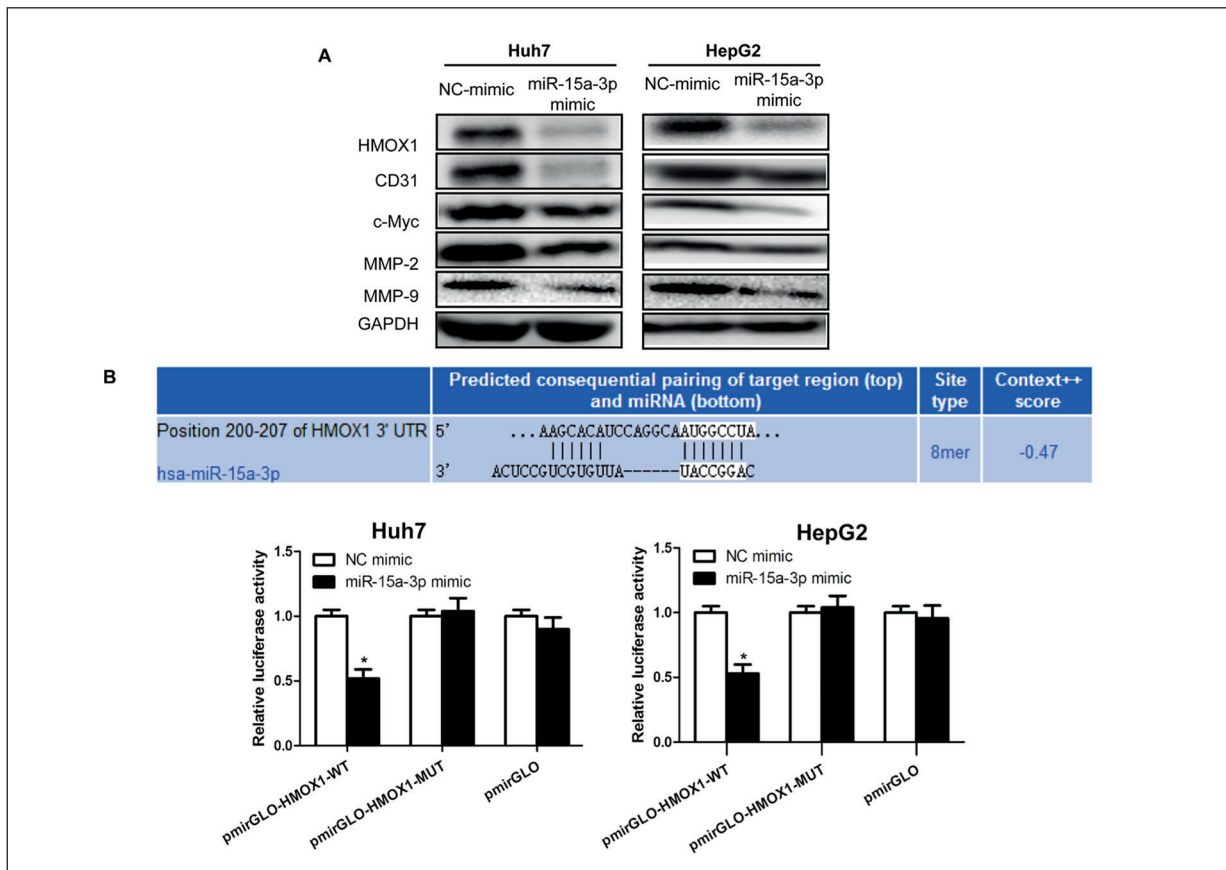 A
Huh7
HepG2
NC-mimic miR-15a-3p mimic
NC-mimic miR-15a-3p mimic
HMOX1
CD31
c-Myc
MMP-2
MMP-9
GAPDH
B
Predicted consequential pairing of target region (top) and miRNA (bottom)
Site type
Context++ score
Position 200-207 of HMOX1 3' UTR 5' ...AAGCACAUCCAGGCAAUGGCCUA...
hsa-miR-15a-3p 3' ACUCCGUCGUGUUA------UACCGGAC
8mer
-0.47
Huh7
NC mimic
miR-15a-3p mimic
Relative luciferase activity
1.5
1.0
0.5
0.0
*
pmirGLO-HMOX1-WT
pmirGLO-HMOX1-MUT
pmirGLO
HepG2
NC mimic
miR-15a-3p mimic
Relative luciferase activity
1.5
1.0
0.5
0.0
*
pmirGLO-HMOX1-WT
pmirGLO-HMOX1-MUT
pmirGLO